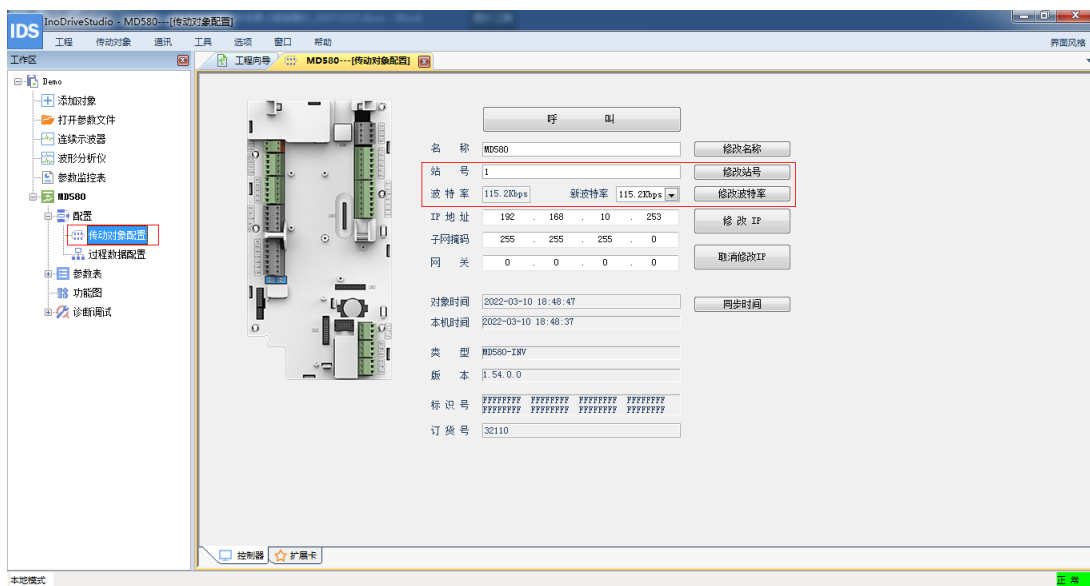 InoDriveStudio - MD580---[传动对象配置]
IDS
工程 传动对象 通讯 工具 选项 窗口 帮助 界面风格
工作区
工程向导 MD580---[传动对象配置]
Demo
添加对象
打开参数文件
连续示波器
波形分析仪
参数监控表
MD580
配置
传动对象配置
过程数据配置
参数表
功能图
诊断调试
呼 叫
名 称 MD580 修改名称
站 号 1 修改站号
波 特 率 115.2Kbps 新波特率 115.2Kbps 修改波特率
IP 地 址 192 . 168 . 10 . 253 修 改 IP
子网掩码 255 . 255 . 255 . 0
网 关 0 . 0 . 0 . 0 取消修改IP
对象时间 2022-03-10 18:48:47 同步时间
本机时间 2022-03-10 18:48:37
类 型 MD580-INV
版 本 1.54.0.0
标 识 号 FFFFFFFF FFFFFFFF FFFFFFFF FFFFFFFF
FFFFFFFF FFFFFFFF FFFFFFFF FFFFFFFF
订 货 号 32110
控制器 扩展卡
本地模式 正 常